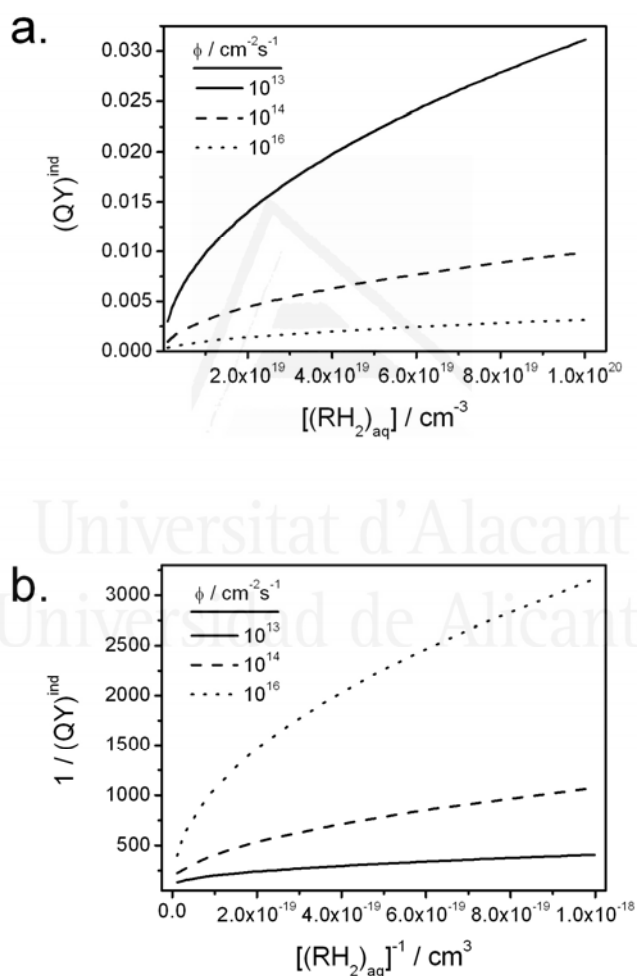 a.
ϕ / cm⁻²s⁻¹
10¹³
10¹⁴
10¹⁶
(QY)ⁱⁿᵈ
0.030
0.025
0.020
0.015
0.010
0.005
0.000
2.0x10¹⁹ 4.0x10¹⁹ 6.0x10¹⁹ 8.0x10¹⁹ 1.0x10²⁰
[(RH₂)ₐq] / cm⁻³
Universitat d'Alacant
Universidad de Alicante
b.
ϕ / cm⁻²s⁻¹
10¹³
10¹⁴
10¹⁶
1 / (QY)ⁱⁿᵈ
3000
2500
2000
1500
1000
500
0.0 2.0x10⁻¹⁹ 4.0x10⁻¹⁹ 6.0x10⁻¹⁹ 8.0x10⁻¹⁹ 1.0x10⁻¹⁸
[(RH₂)ₐq]⁻¹ / cm³